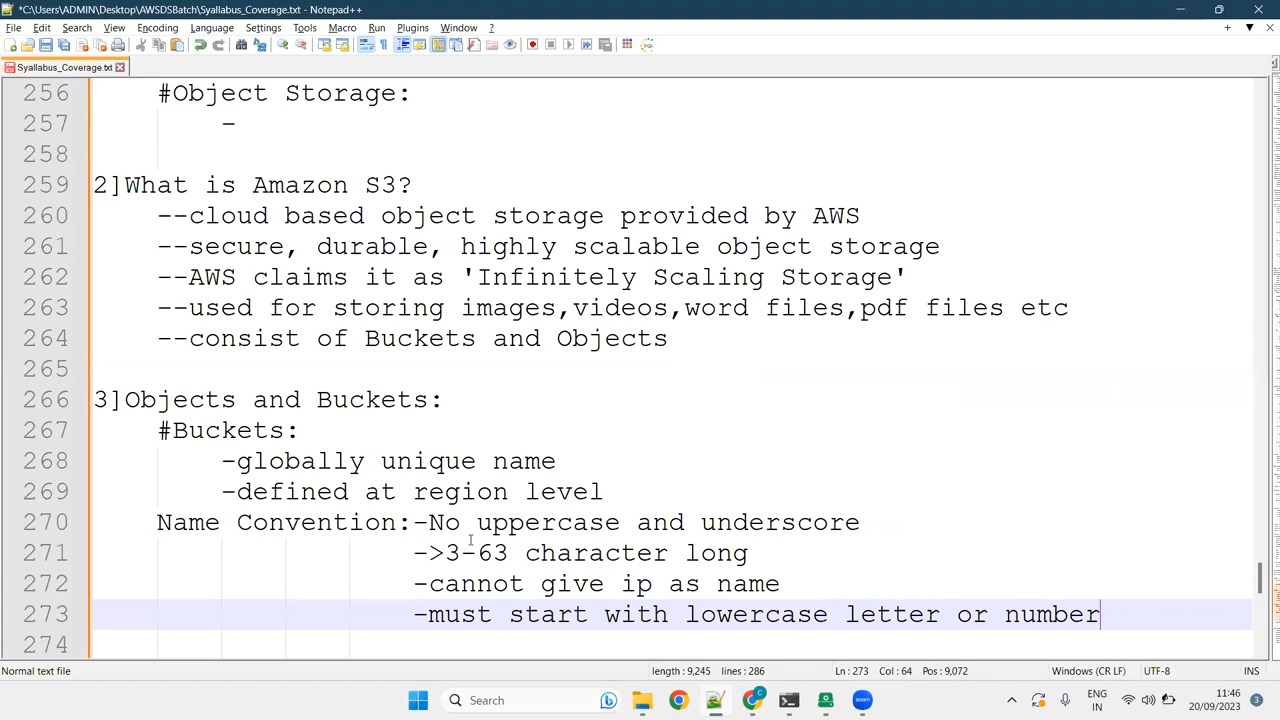 *C:\Users\ADMIN\Desktop\AWSDSBatch\Syallabus_Coverage.txt - Notepad++
File Edit Search View Encoding Language Settings Tools Macro Run Plugins Window ?
Syallabus_Coverage.txt
256 #Object Storage:
257 -
258
259 2]What is Amazon S3?
260 --cloud based object storage provided by AWS
261 --secure, durable, highly scalable object storage
262 --AWS claims it as 'Infinitely Scaling Storage'
263 --used for storing images,videos,word files,pdf files etc
264 --consist of Buckets and Objects
265
266 3]Objects and Buckets:
267 #Buckets:
268 -globally unique name
269 -defined at region level
270 Name Convention:-No uppercase and underscore
271 ->3-63 character long
272 -cannot give ip as name
273 -must start with lowercase letter or number
274
Normal text file length : 9,245 lines : 286 Ln : 273 Col : 64 Pos : 9,072 Windows (CR LF) UTF-8 INS
Search ENG IN 11:46 20/09/2023 3